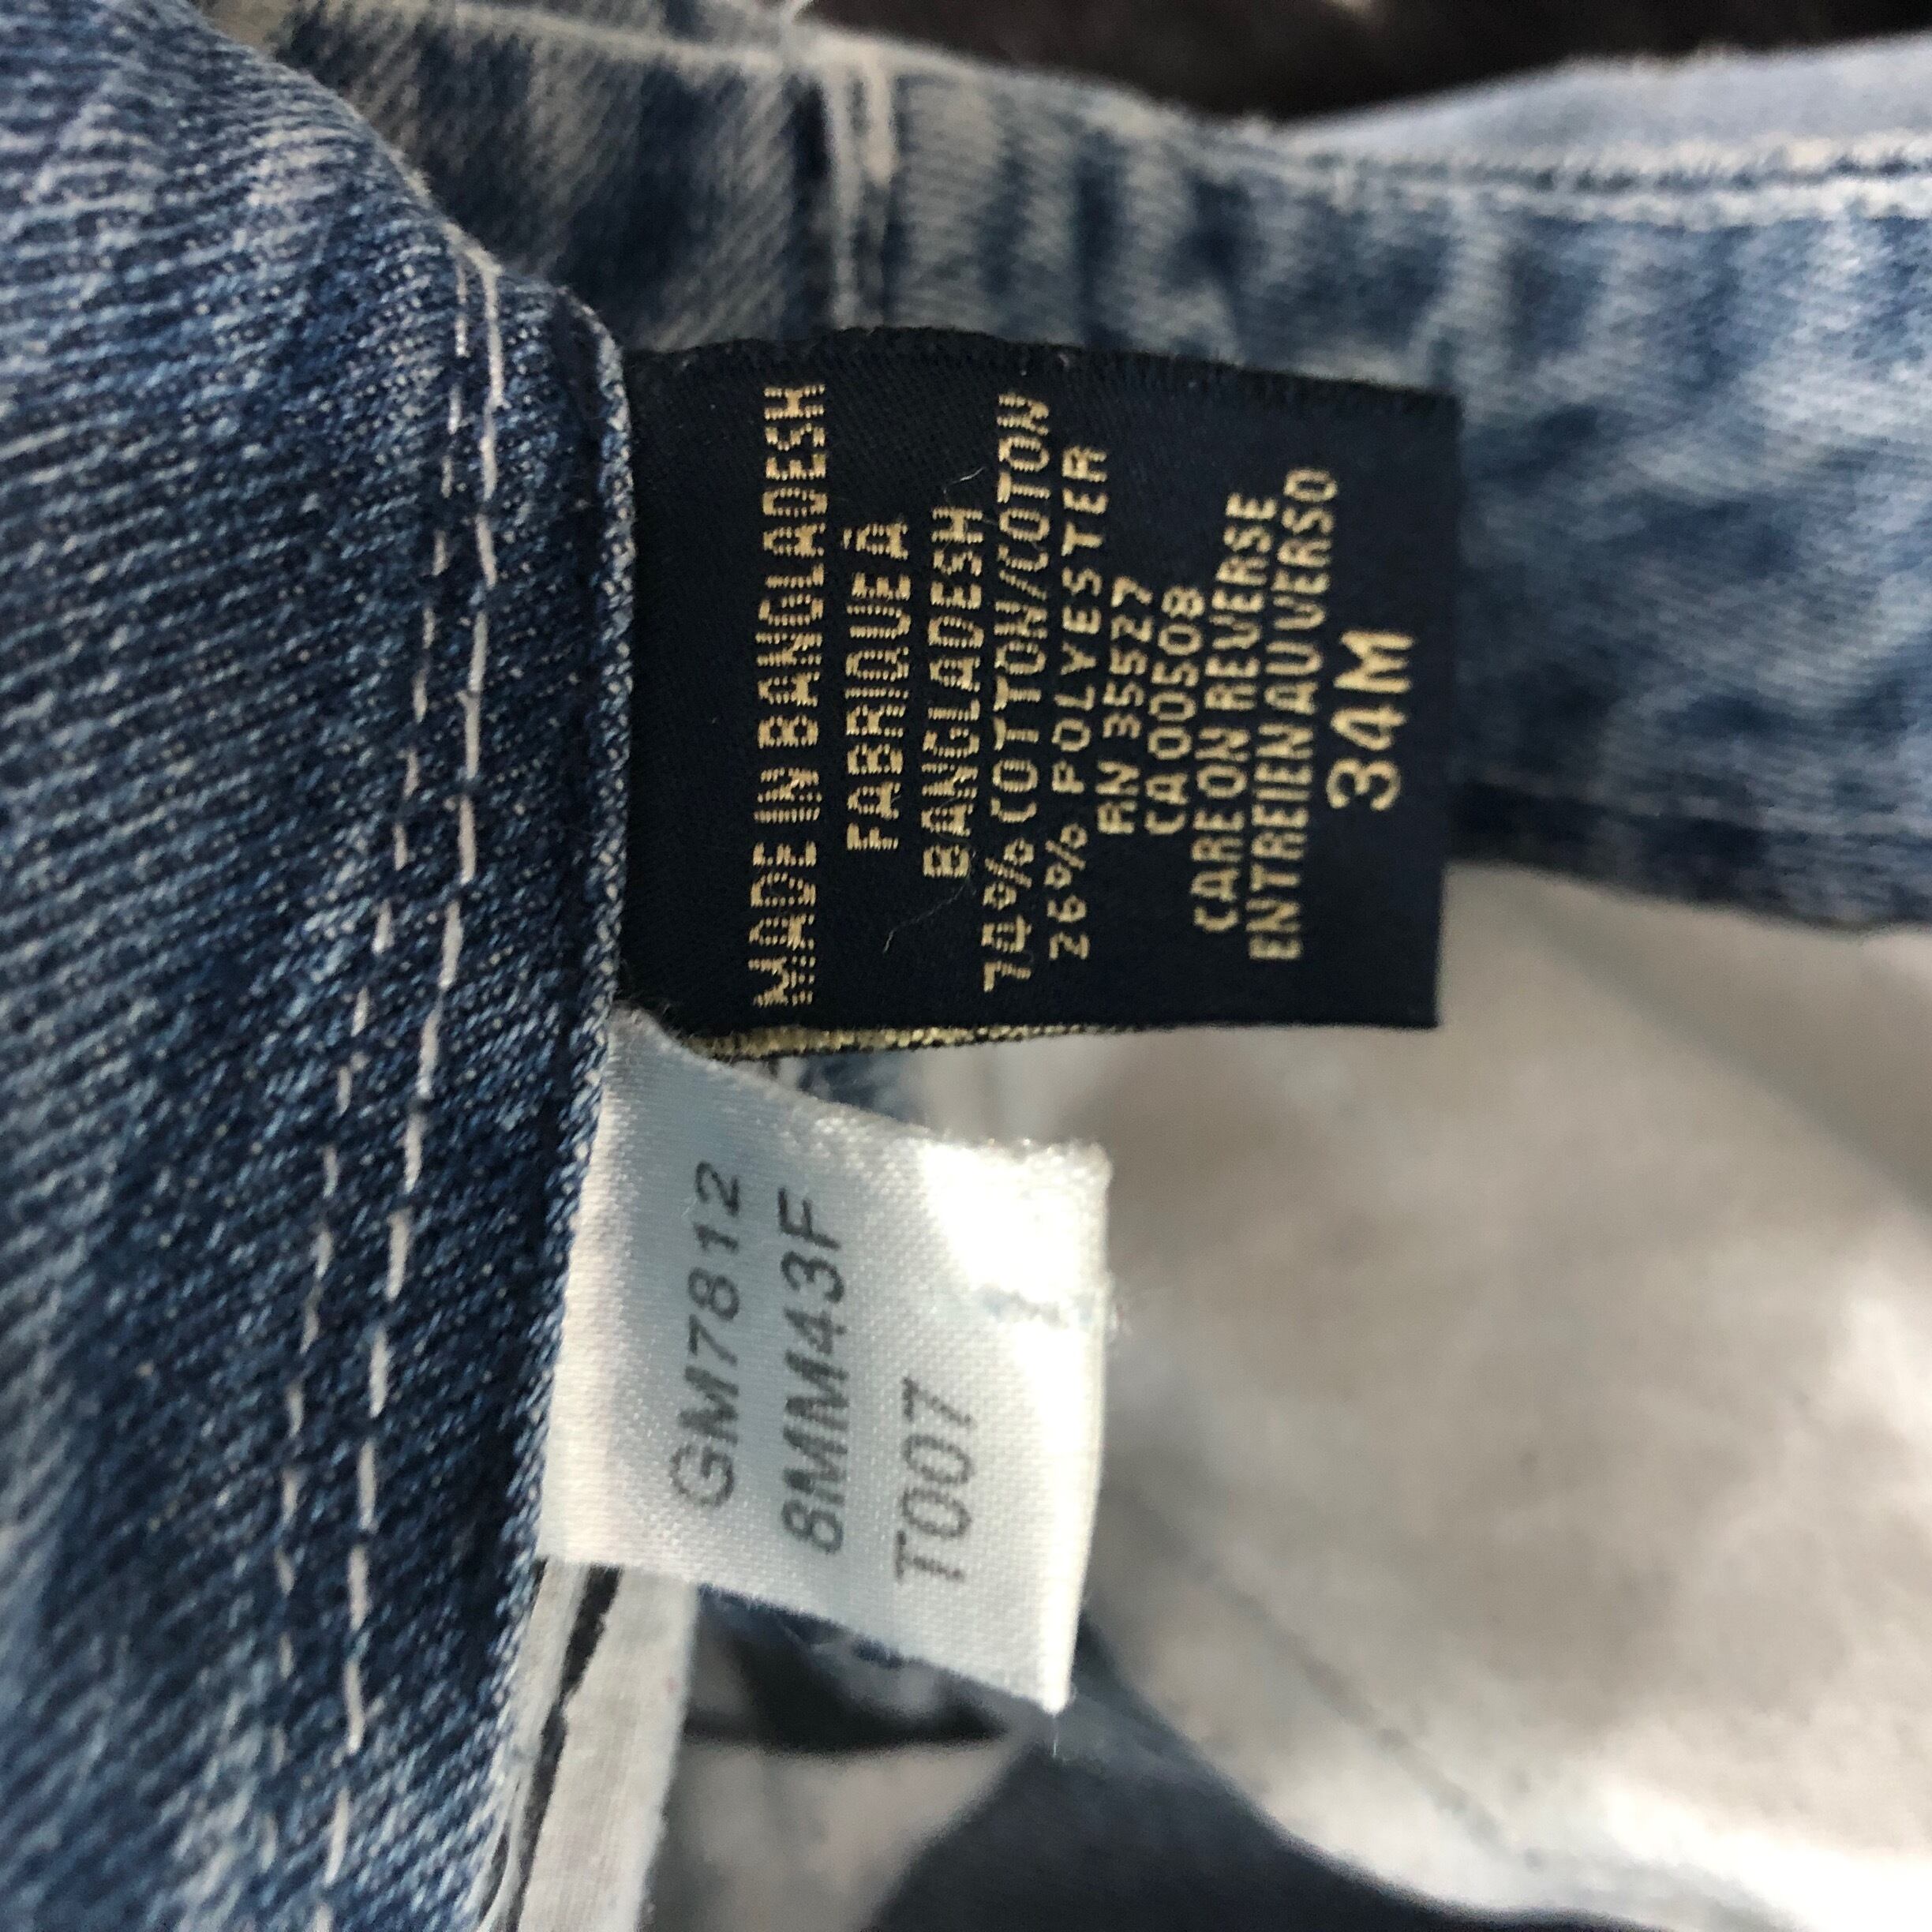 MADE IN BANGLADESH
FABRIQUÉ À
BANGLADESH
74% COTTON/COTON
26% POLYESTER
RN 35527
CA 00508
CARE ON REVERSE
ENTREIEN AU VERSO
34M
GM7812
8MM43F
T007